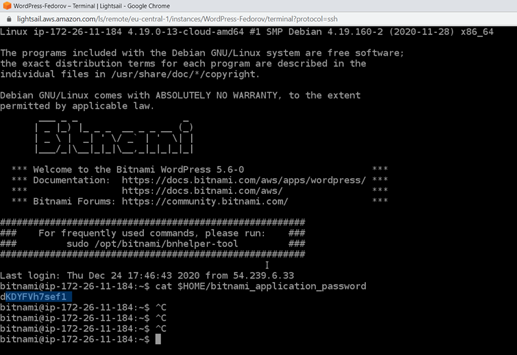 WordPress-Fedorov – Terminal | Lightsail - Google Chrome
lightsail.aws.amazon.com/ls/remote/eu-central-1/instances/WordPress-Fedorov/terminal?protocol=ssh
Linux ip-172-26-11-184 4.19.0-13-cloud-amd64 #1 SMP Debian 4.19.160-2 (2020-11-28) x86_64
The programs included with the Debian GNU/Linux system are free software;
the exact distribution terms for each program are described in the
individual files in /usr/share/doc/*/copyright.
Debian GNU/Linux comes with ABSOLUTELY NO WARRANTY, to the extent
permitted by applicable law.
Bitnami
*** Welcome to the Bitnami WordPress 5.6-0 ***
*** Documentation: https://docs.bitnami.com/aws/apps/wordpress/ ***
*** https://docs.bitnami.com/aws/ ***
*** Bitnami Forums: https://community.bitnami.com/ ***
#######################################################
### For frequently used commands, please run: ###
### sudo /opt/bitnami/bnhelper-tool ###
#######################################################
Last login: Thu Dec 24 17:46:43 2020 from 54.239.6.33
bitnami@ip-172-26-11-184:~$ cat $HOME/bitnami_application_password
dKDYFVh7sef1
bitnami@ip-172-26-11-184:~$ ^C
bitnami@ip-172-26-11-184:~$ ^C
bitnami@ip-172-26-11-184:~$ ^C
bitnami@ip-172-26-11-184:~$